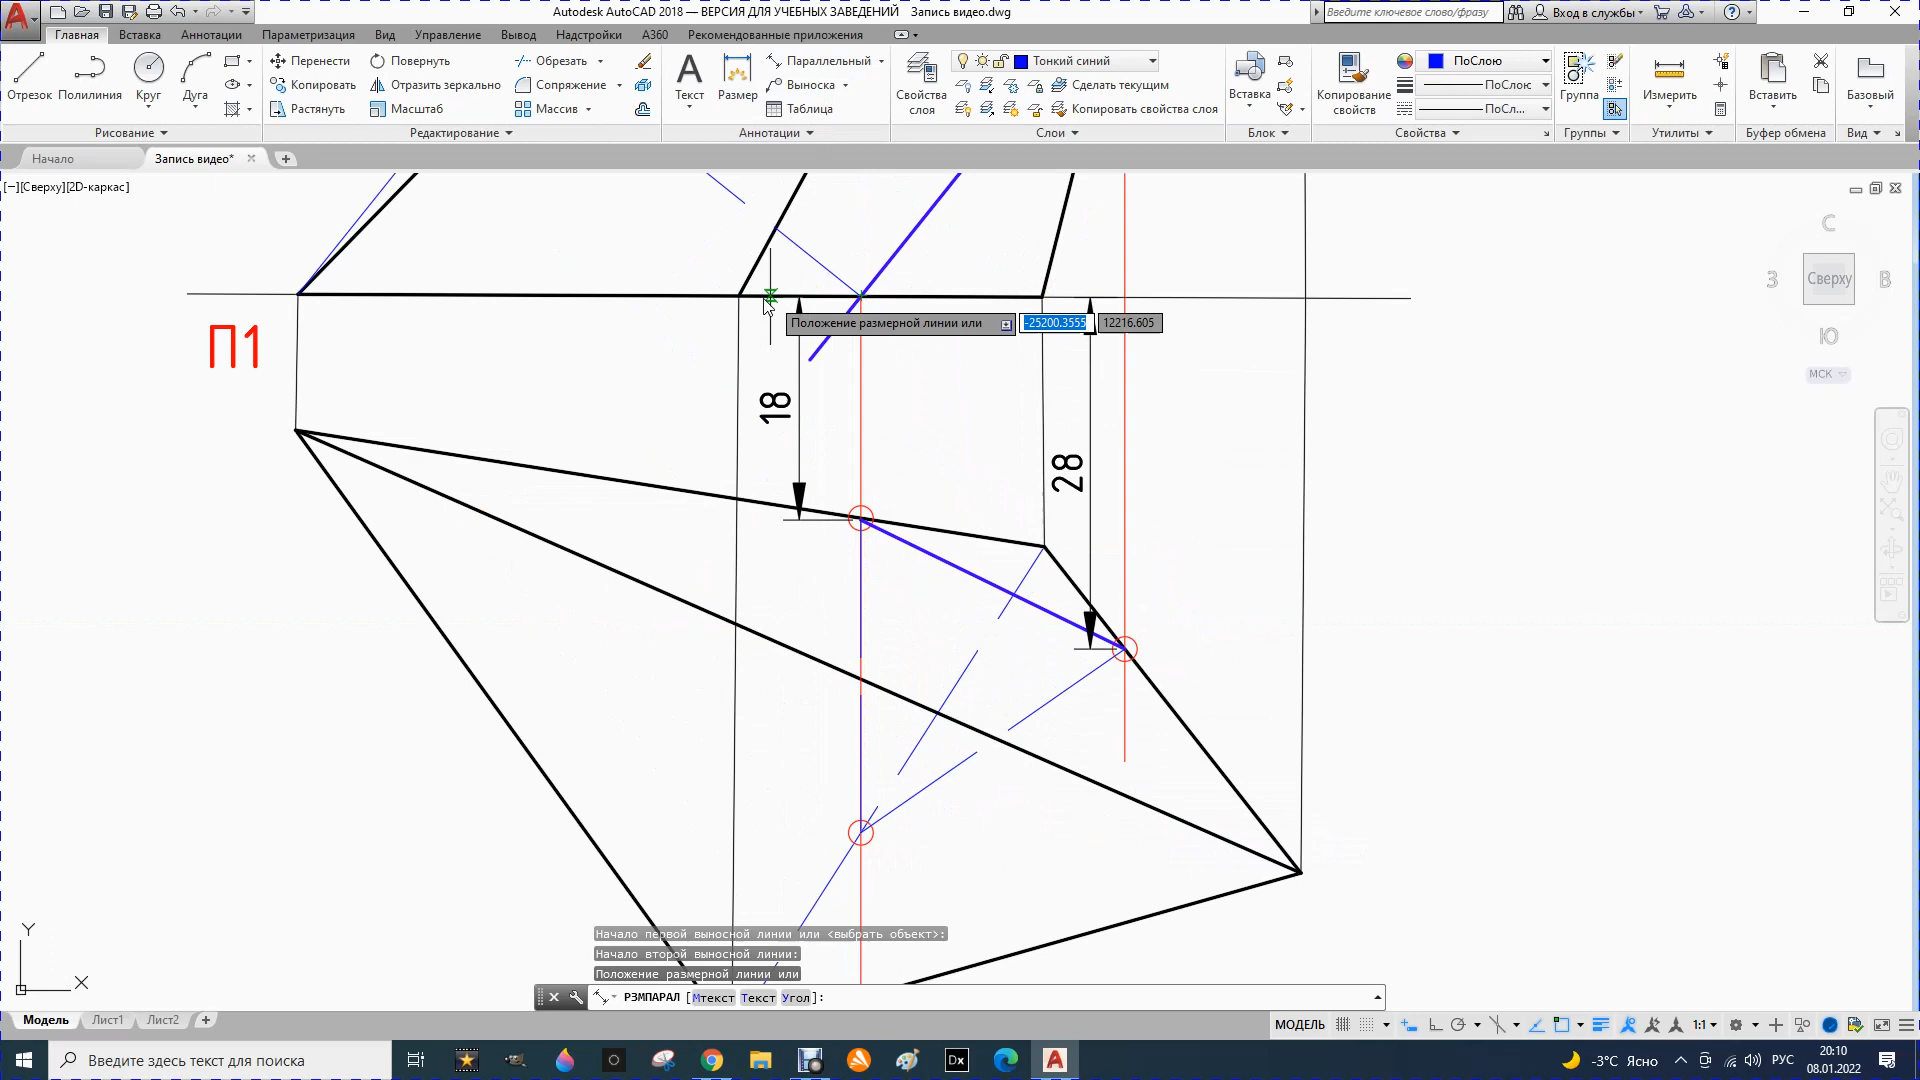 Autodesk AutoCAD 2018 — ВЕРСИЯ ДЛЯ УЧЕБНЫХ ЗАВЕДЕНИЙ Запись видео.dwg
Введите ключевое слово/фразу
Вход в службы
Главная Вставка Аннотации Параметризация Вид Управление Вывод Надстройки A360 Рекомендованные приложения
Отрезок Полилиния Круг Дуга
Перенести Повернуть Обрезать
Копировать Отразить зеркально Сопряжение
Растянуть Масштаб Массив
Текст Размер
Параллельный
Выноска
Таблица
Свойства слоя
Тонкий синий
Сделать текущим
Копировать свойства слоя
Вставка
Копирование свойств
ПоСлою
ПоСлою
ПоСл...
Группа
Измерить
Вставить
Базовый
Рисование Редактирование Аннотации Слои Блок Свойства Группы Утилиты Буфер обмена Вид
Начало Запись видео*
[−][Сверху][2D-каркас]
С
З Сверху В
Ю
МСК
П1
Положение размерной линии или -25200.3555 12216.605
18
28
Y
X
Начало первой выносной линии или <выбрать объект>:
Начало второй выносной линии:
Положение размерной линии или
РЗМПАРАЛ [Мтекст Текст Угол]:
Модель Лист1 Лист2
МОДЕЛЬ 1:1
Введите здесь текст для поиска
Dx
-3°C Ясно
РУС
20:10
08.01.2022